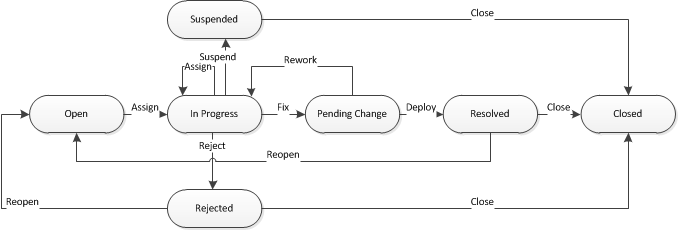 Suspended
Close
Suspend
Assign
Rework
Open
Assign
In Progress
Fix
Pending Change
Deploy
Resolved
Close
Closed
Reject
Reopen
Reopen
Rejected
Close